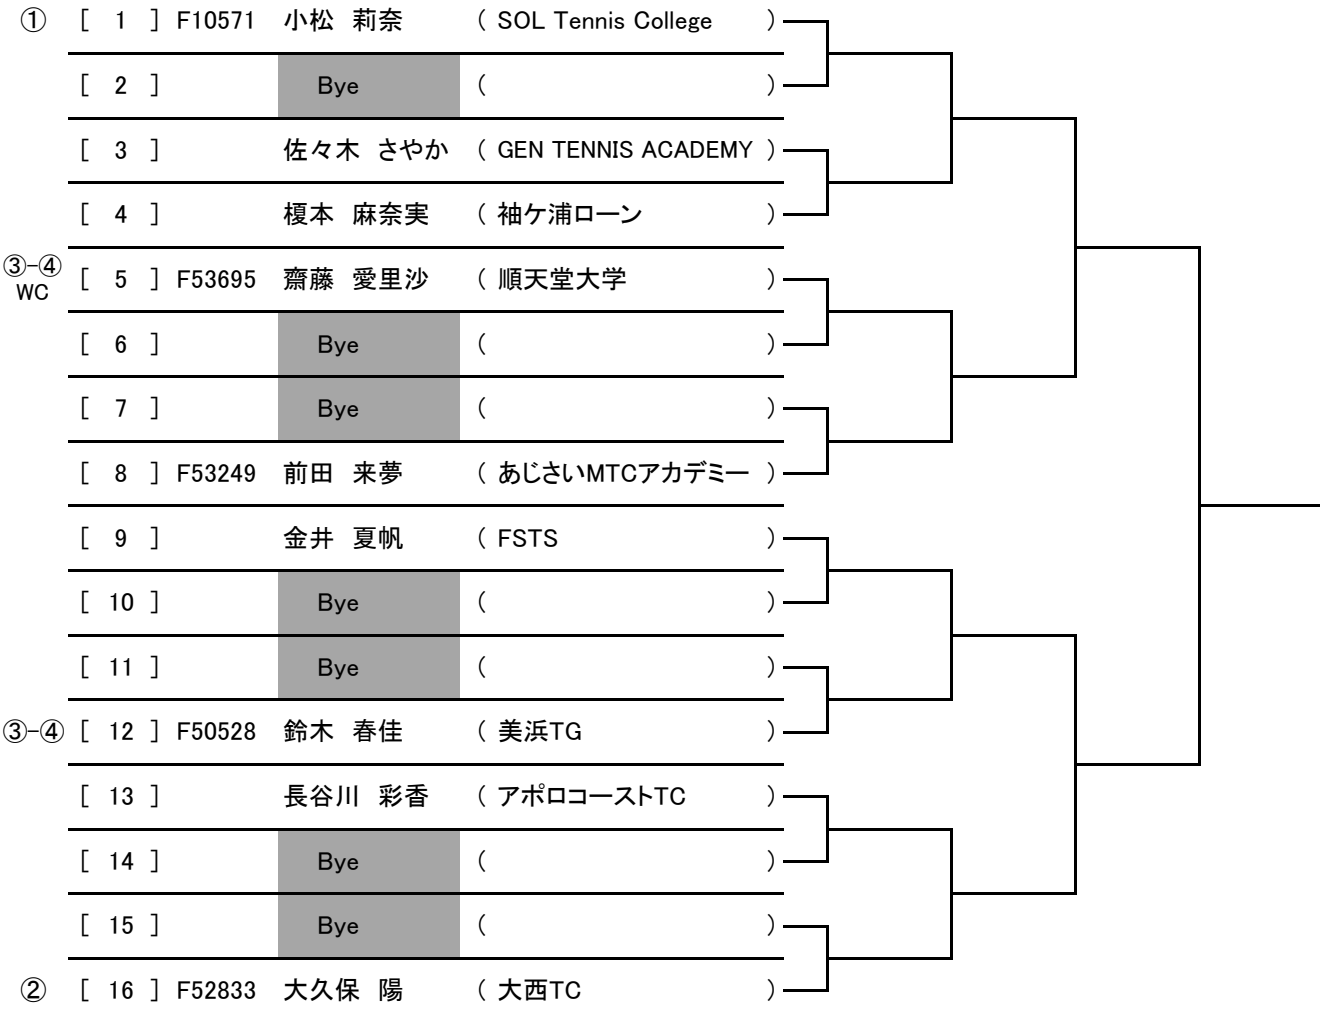 ① [ 1 ] F10571 小松 莉奈 ( SOL Tennis College )
[ 2 ] Bye ( )
[ 3 ] 佐々木 さやか ( GEN TENNIS ACADEMY )
[ 4 ] 榎本 麻奈実 ( 袖ケ浦ローン )
③-④ WC [ 5 ] F53695 齋藤 愛里沙 ( 順天堂大学 )
[ 6 ] Bye ( )
[ 7 ] Bye ( )
[ 8 ] F53249 前田 来夢 ( あじさいMTCアカデミー )
[ 9 ] 金井 夏帆 ( FSTS )
[ 10 ] Bye ( )
[ 11 ] Bye ( )
③-④ [ 12 ] F50528 鈴木 春佳 ( 美浜TG )
[ 13 ] 長谷川 彩香 ( アポロコーストTC )
[ 14 ] Bye ( )
[ 15 ] Bye ( )
② [ 16 ] F52833 大久保 陽 ( 大西TC )